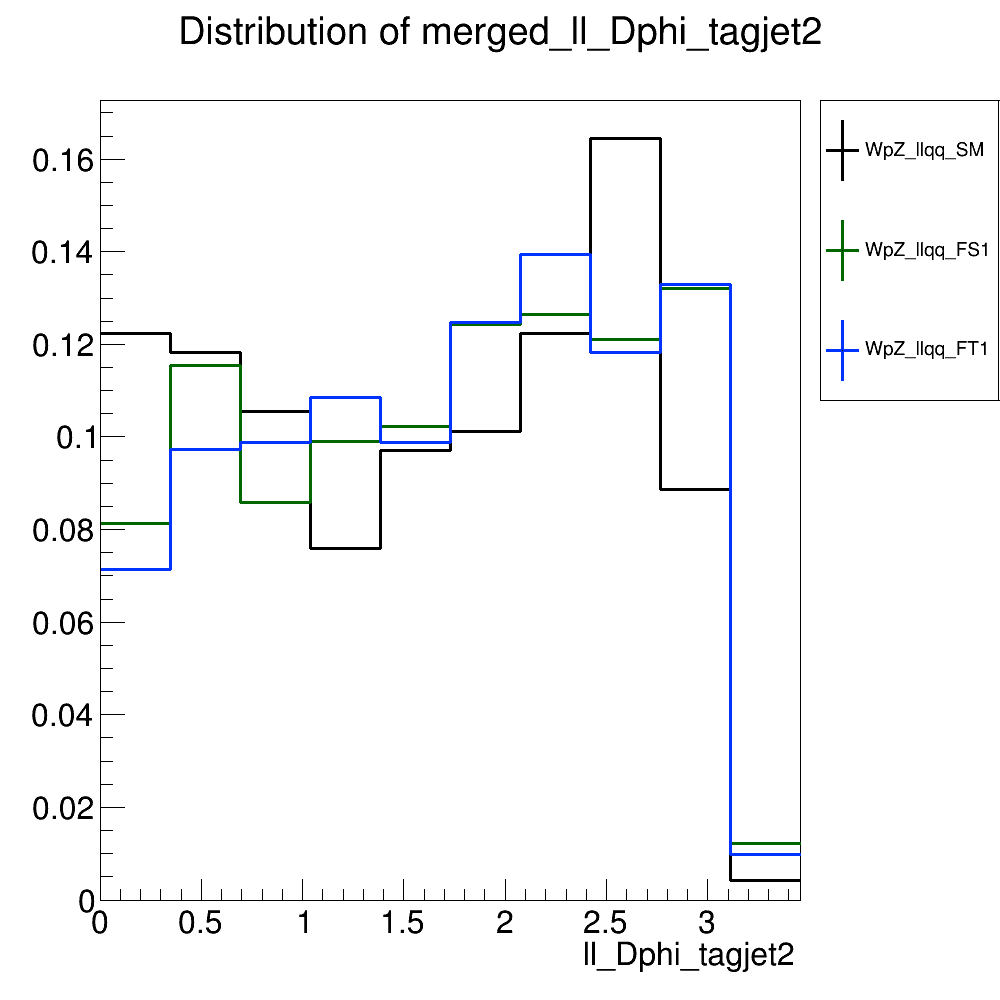 Distribution of merged_ll_Dphi_tagjet2
WpZ_llqq_SM
WpZ_llqq_FS1
WpZ_llqq_FT1
0.16
0.14
0.12
0.1
0.08
0.06
0.04
0.02
0
0 0.5 1 1.5 2 2.5 3
ll_Dphi_tagjet2